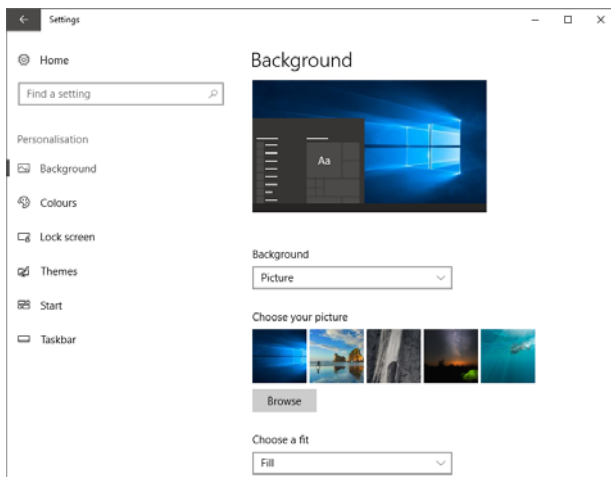 Settings
Home
Find a setting
Personalisation
Background
Colours
Lock screen
Themes
Start
Taskbar
Background
Aa
Background
Picture
Choose your picture
Browse
Choose a fit
Fill